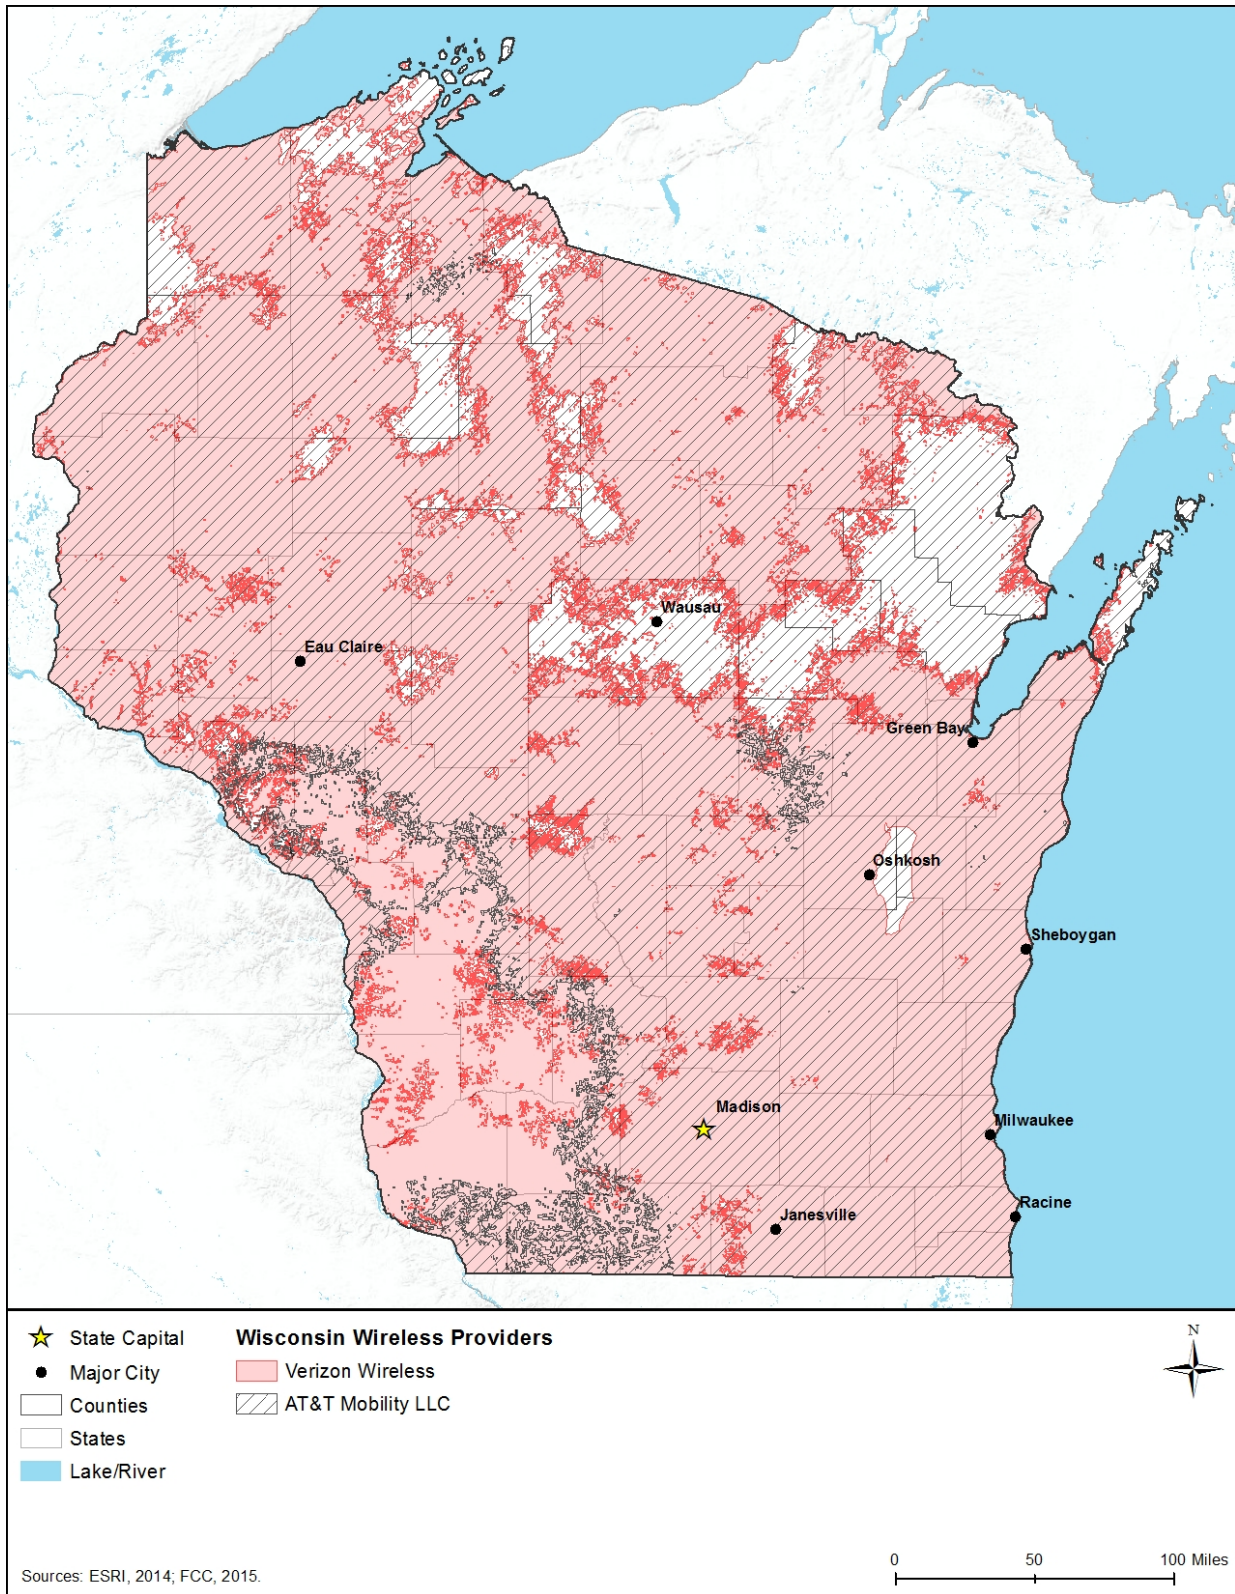 Wausau
Eau Claire
Green Bay
Oshkosh
Sheboygan
Madison
Milwaukee
Racine
Janesville
State Capital
Major City
Counties
States
Lake/River
Wisconsin Wireless Providers
Verizon Wireless
AT&T Mobility LLC
N
0 50 100 Miles
Sources: ESRI, 2014; FCC, 2015.